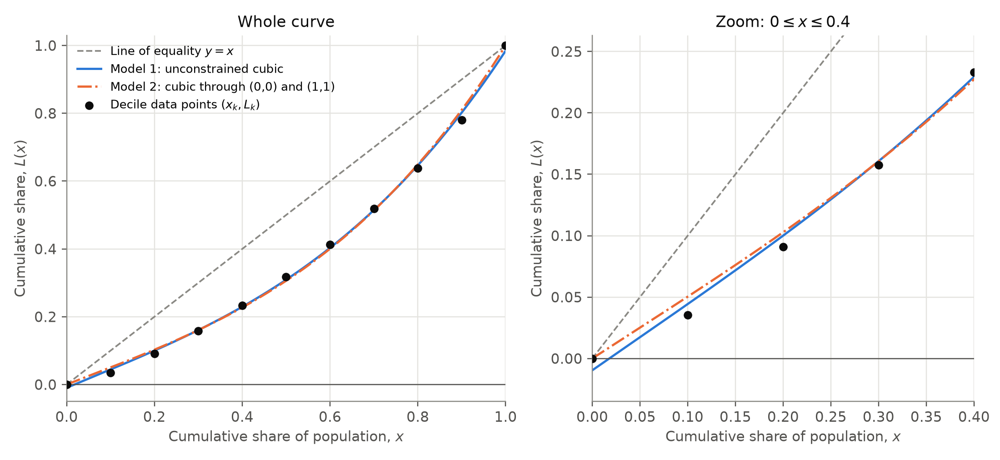 Whole curve
1.0
0.8
0.6
0.4
0.2
0.0
Cumulative share, L(x)
Line of equality y = x
Model 1: unconstrained cubic
Model 2: cubic through (0,0) and (1,1)
Decile data points (xₖ, Lₖ)
0.0 0.2 0.4 0.6 0.8 1.0
Cumulative share of population, x
Zoom: 0 ≤ x ≤ 0.4
0.25
0.20
0.15
0.10
0.05
0.00
Cumulative share, L(x)
0.00 0.05 0.10 0.15 0.20 0.25 0.30 0.35 0.40
Cumulative share of population, x